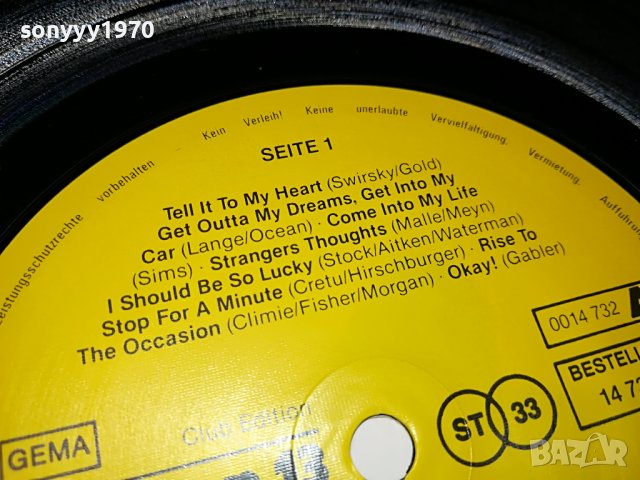 sonyyy1970
Leistungsschutzrechte vorbehalten Kein Verleih! Keine unerlaubte Vervielfältigung, Vermietung,
SEITE 1
Tell It To My Heart (Swirsky/Gold)
Get Outta My Dreams, Get Into My
Car (Lange/Ocean) · Come Into My Life
(Sims) · Strangers Thoughts (Malle/Meyn)
I Should Be So Lucky (Stock/Aitken/Waterman)
Stop For A Minute (Cretu/Hirschburger) · Rise To
The Occasion (Climie/Fisher/Morgan) · Okay! (Gabler)
0014 732
BESTELL
14 7
ST 33
GEMA
Club Edition
BAZAR